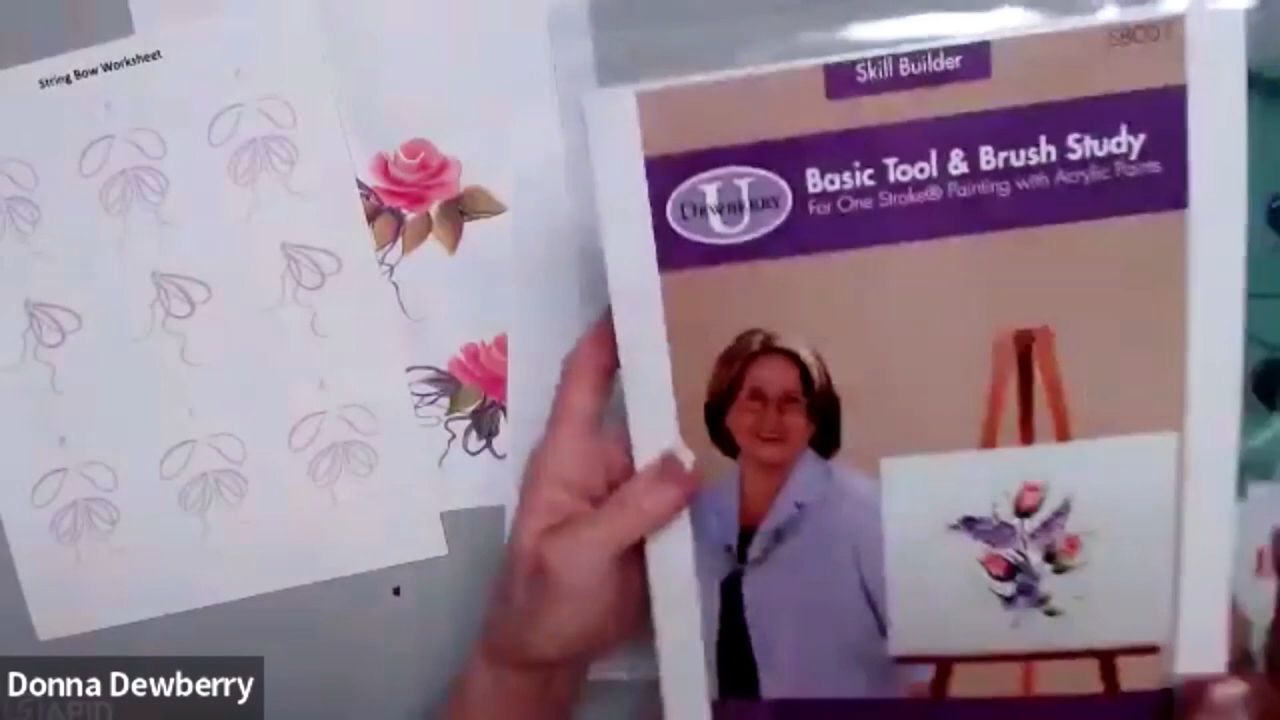 String Bow Worksheet
SBC01
Skill Builder
DEWBERRY
U
Basic Tool & Brush Study
For One Stroke® Painting with Acrylic Paints
Donna Dewberry